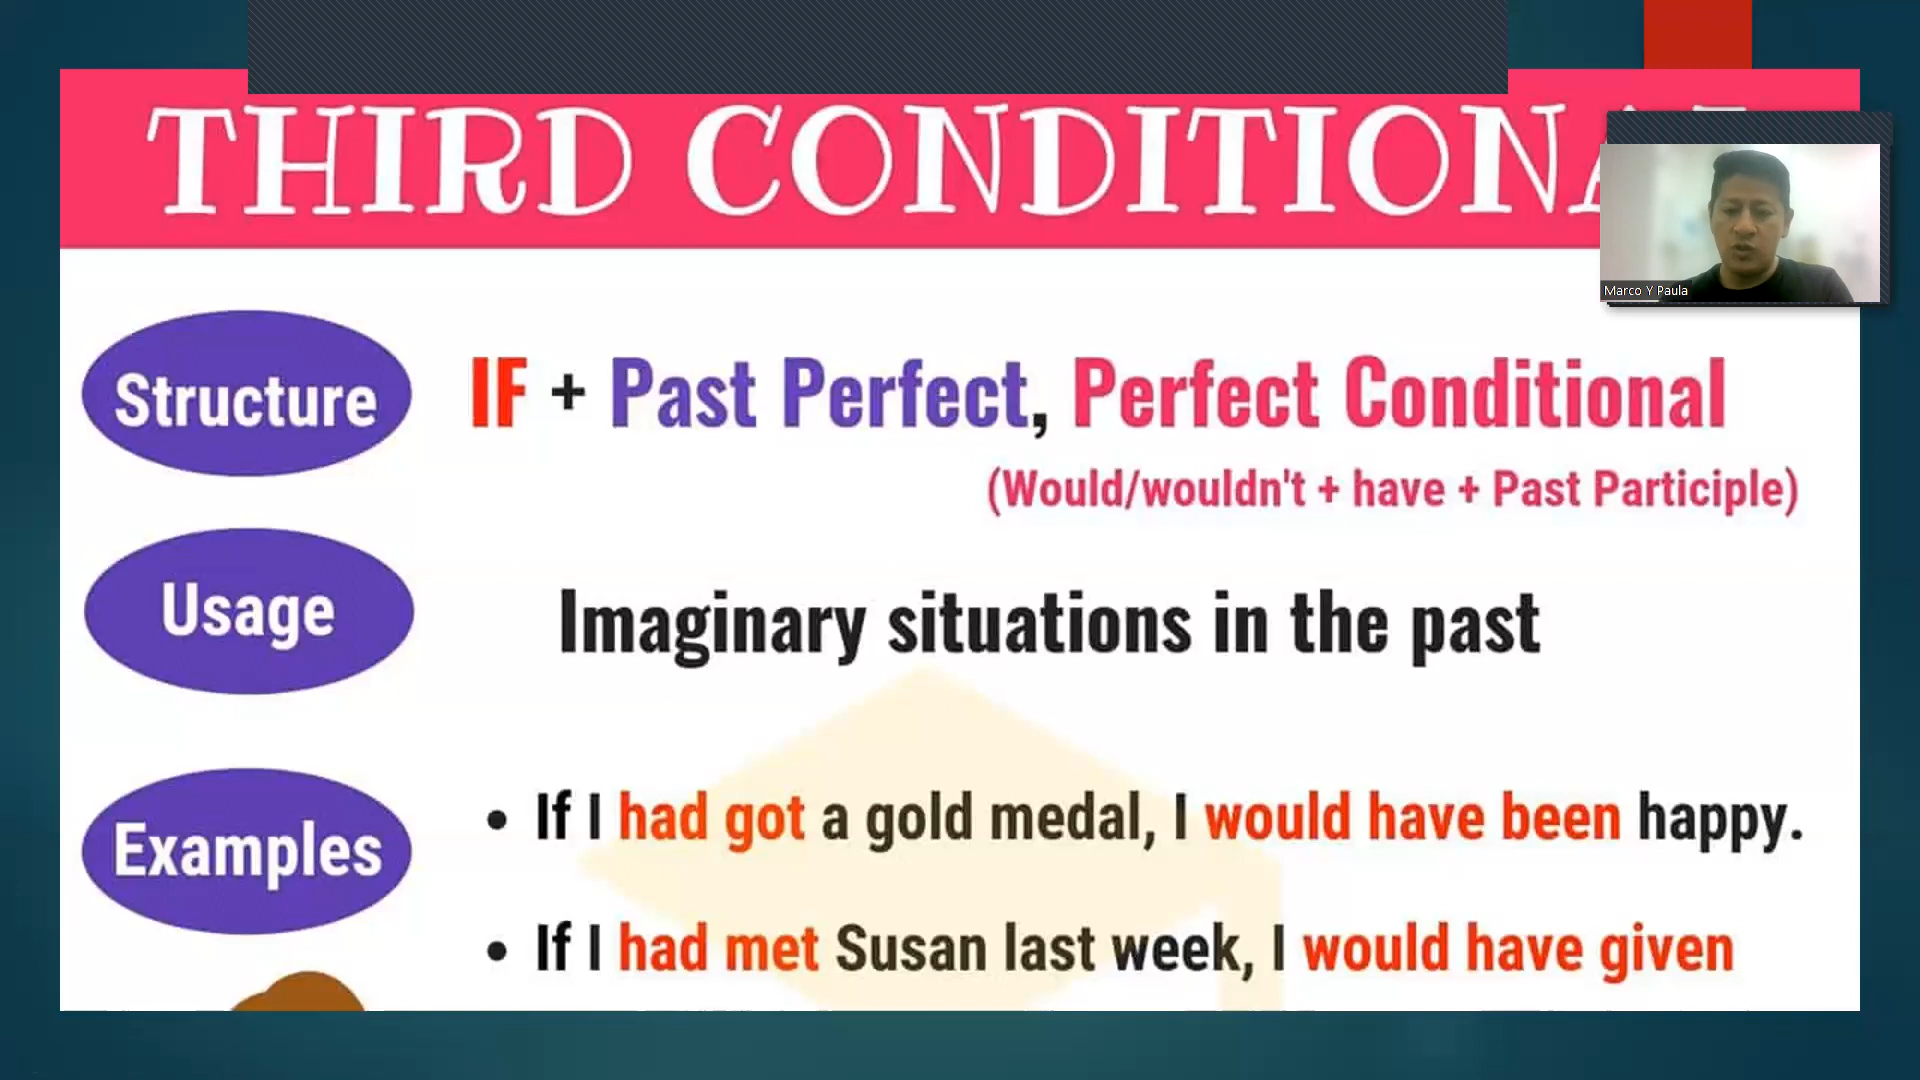 THIRD CONDITIONAL
Marco Y Paula
Structure
IF + Past Perfect, Perfect Conditional
(Would/wouldn't + have + Past Participle)
Usage
Imaginary situations in the past
Examples
• If I had got a gold medal, I would have been happy.
• If I had met Susan last week, I would have given